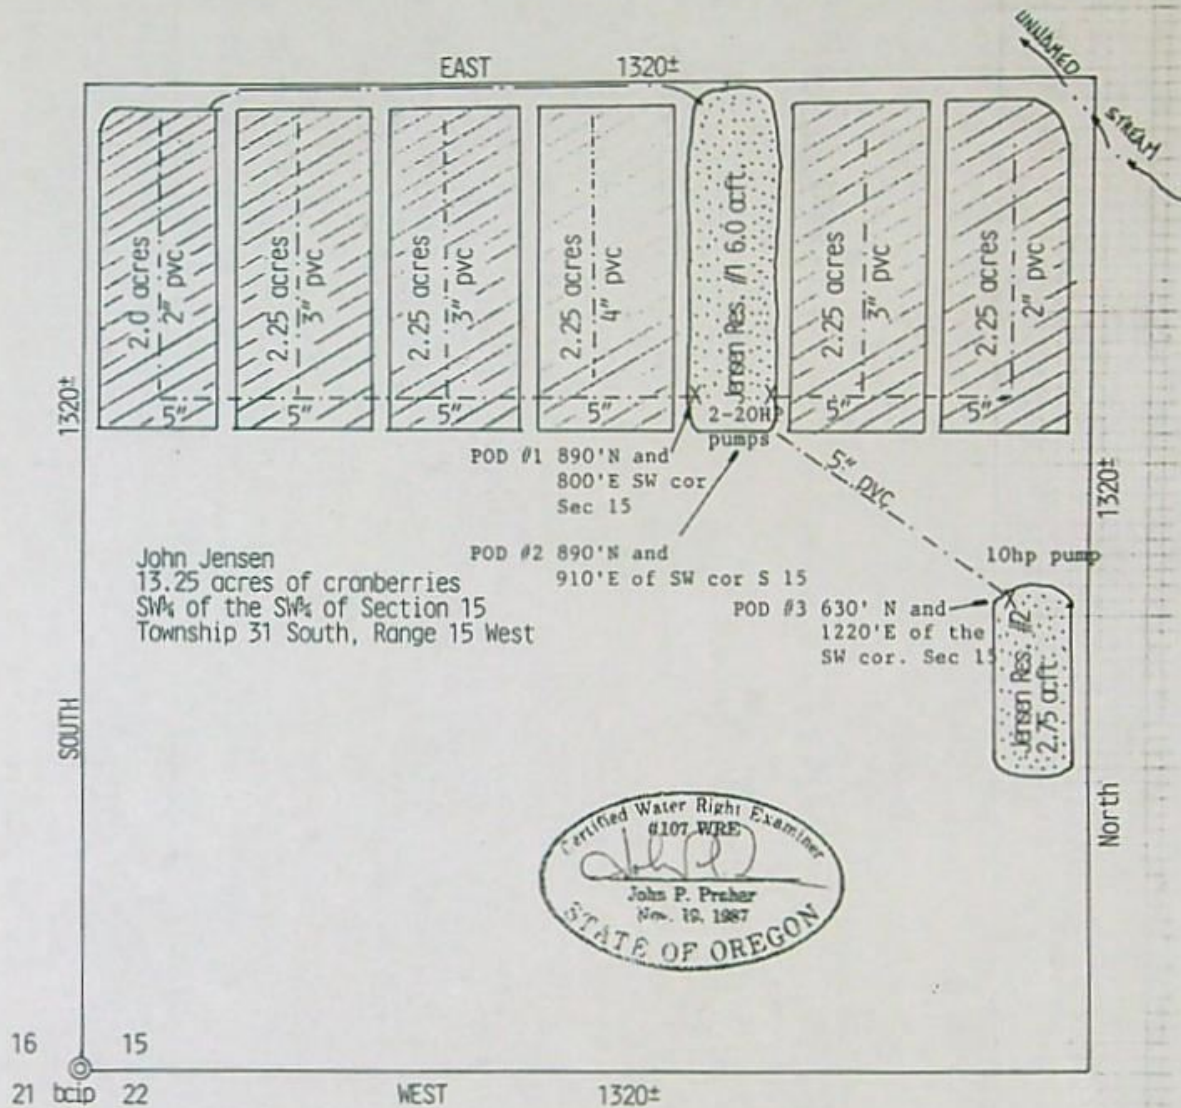 UNNAMED
STREAM
EAST 1320±
2.0 acres
2" pvc
2.25 acres
3" pvc
2.25 acres
3" pvc
2.25 acres
4" pvc
Jensen Res. #1 6.0 acft.
2.25 acres
3" pvc
2.25 acres
2" pvc
5" 5" 5" 5" 5" 5"
2-20HP
pumps
1320±
SOUTH
POD #1 890'N and
800'E SW cor
Sec 15
5" pvc
1320±
North
POD #2 890'N and
910'E of SW cor S 15
10hp pump
POD #3 630' N and
1220'E of the
SW cor. Sec 15
Jensen Res. #2
2.75 acft.
John Jensen
13.25 acres of cranberries
SW¼ of the SW¼ of Section 15
Township 31 South, Range 15 West
Certified Water Right Examiner
#107 WRE
John P. Prahar
Nov. 19, 1987
STATE OF OREGON
16 15
21 bcip 22
WEST 1320±